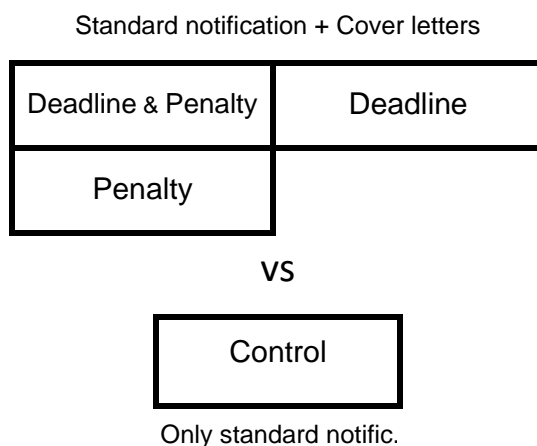 Standard notification + Cover letters
Deadline & Penalty
Deadline
Penalty
vs
Control
Only standard notific.